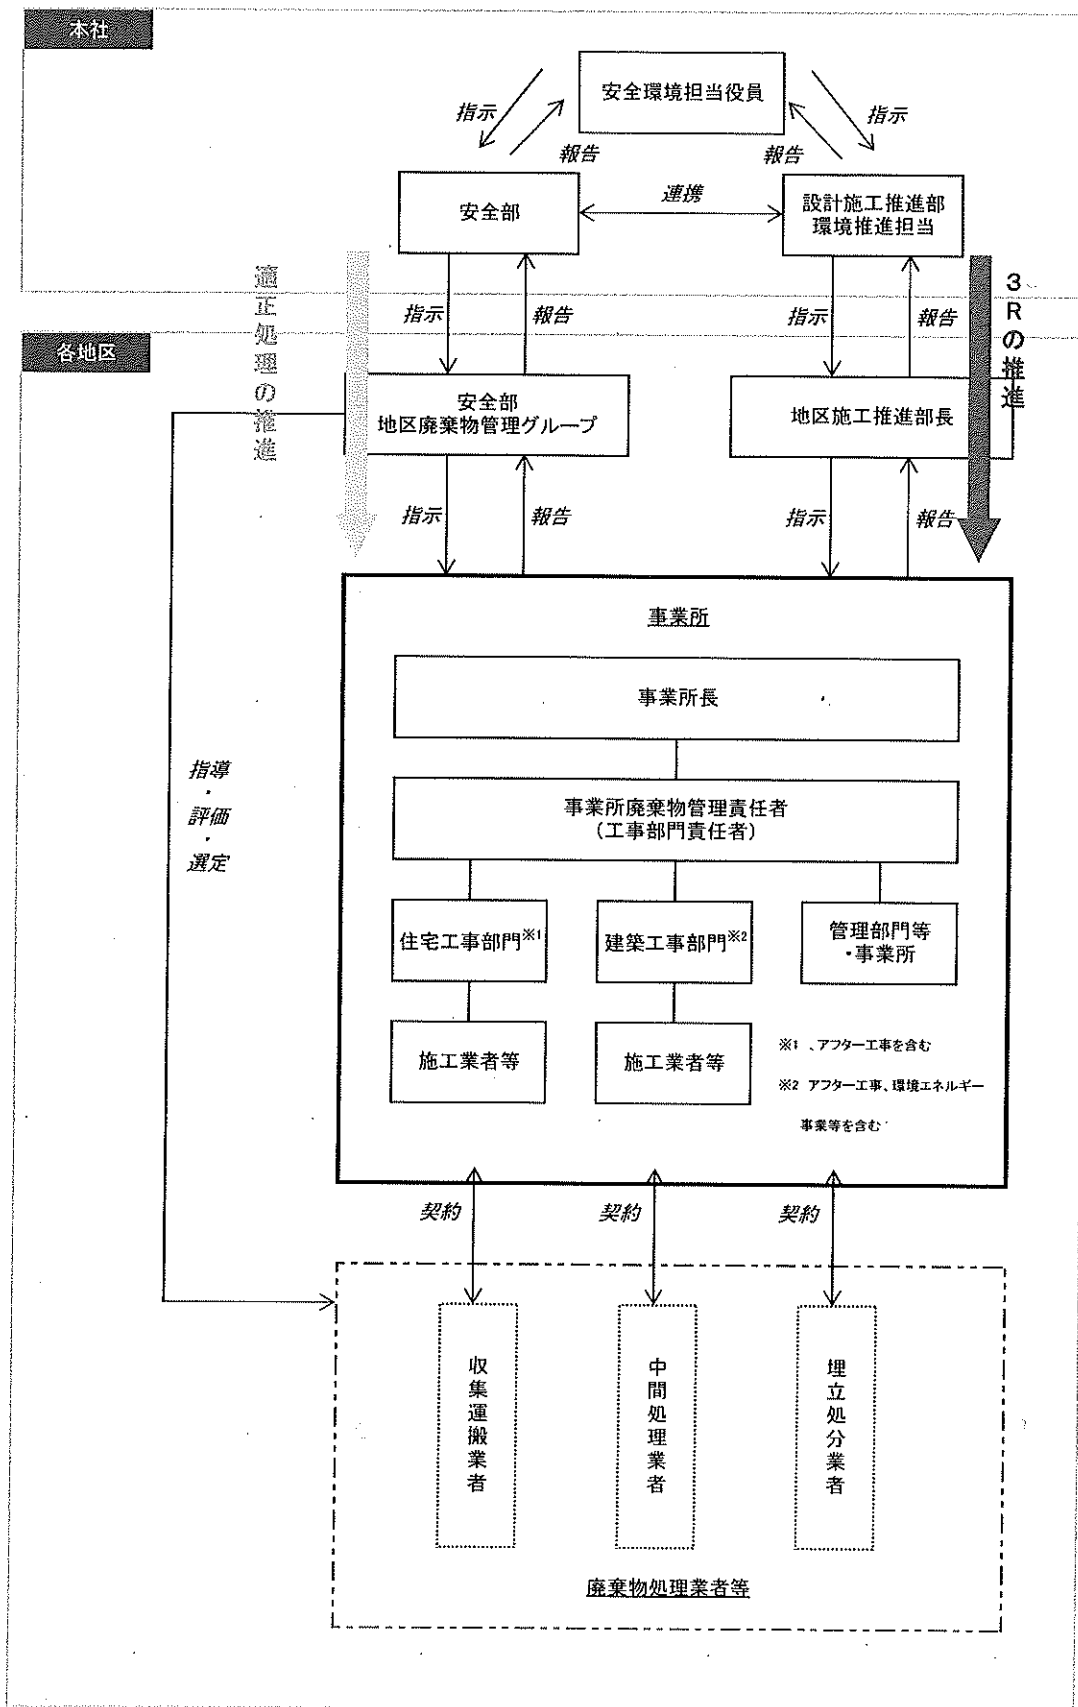 本社
安全環境担当役員
指示
報告
報告
指示
安全部
連携
設計施工推進部
環境推進担当
適正処理の推進
指示
報告
指示
報告
3Rの推進
各地区
安全部
地区廃棄物管理グループ
地区施工推進部長
指示
報告
指示
報告
事業所
事業所長
指導
・
評価
・
選定
事業所廃棄物管理責任者
(工事部門責任者)
住宅工事部門※1
建築工事部門※2
管理部門等
・事業所
施工業者等
施工業者等
※1 、アフター工事を含む
※2 アフター工事、環境エネルギー
事業等を含む
契約
契約
契約
収集運搬業者
中間処理業者
埋立処分業者
廃棄物処理業者等